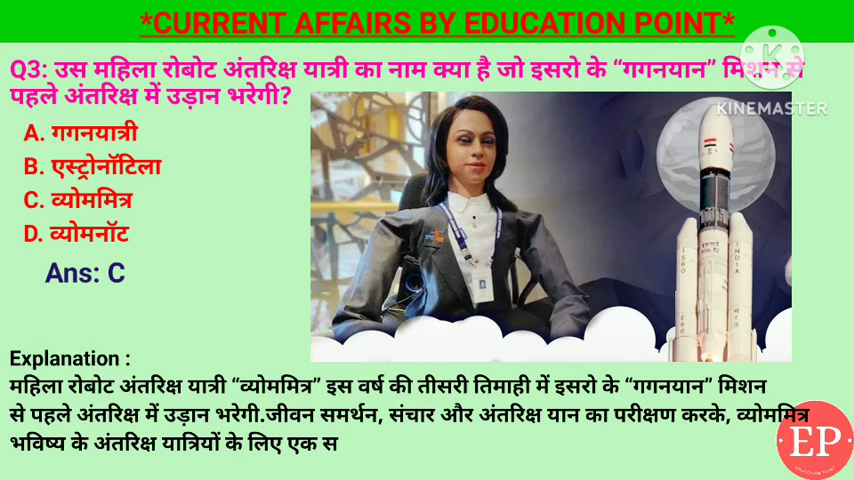 *CURRENT AFFAIRS BY EDUCATION POINT*
Q3: उस महिला रोबोट अंतरिक्ष यात्री का नाम क्या है जो इसरो के “गगनयान” मिशन से
पहले अंतरिक्ष में उड़ान भरेगी?
KINEMASTER
A. गगनयात्री
B. एस्ट्रोनॉटिला
C. व्योममित्र
D. व्योमनॉट
Ans: C
ISRO
INDIA
Explanation :
महिला रोबोट अंतरिक्ष यात्री “व्योममित्र” इस वर्ष की तीसरी तिमाही में इसरो के “गगनयान” मिशन
से पहले अंतरिक्ष में उड़ान भरेगी.जीवन समर्थन, संचार और अंतरिक्ष यान का परीक्षण करके, व्योममित्र
भविष्य के अंतरिक्ष यात्रियों के लिए एक स
EP